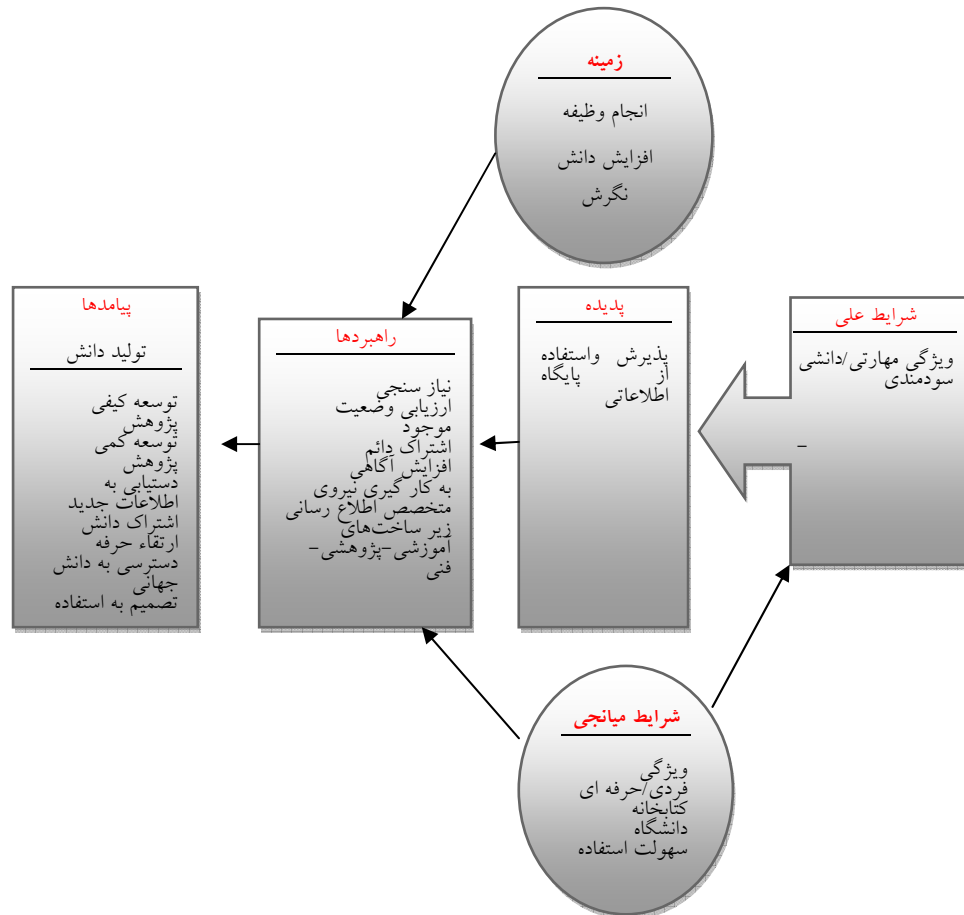 زمینه
انجام وظیفه
افزایش دانش
نگرش
شرایط علی
ویژگی مهارتی/دانشی
سودمندی
–
پدیده
پذیرش واستفاده
از پایگاه
اطلاعاتی
راهبردها
نیاز سنجی
ارزیابی وضعیت
موجود
اشتراک دائم
افزایش آگاهی
به کار گیری نیروی
متخصص اطلاع رسانی
زیر ساخت‌های
آموزشی-پژوهشی-
فنی
پیامدها
تولید دانش
توسعه کیفی
پژوهش
توسعه کمی
پژوهش
دستیابی به
اطلاعات جدید
اشتراک دانش
ارتقاء حرفه
دسترسی به دانش
جهانی
تصمیم به استفاده
شرایط میانجی
ویژگی
فردی/حرفه ای
کتابخانه
دانشگاه
سهولت استفاده